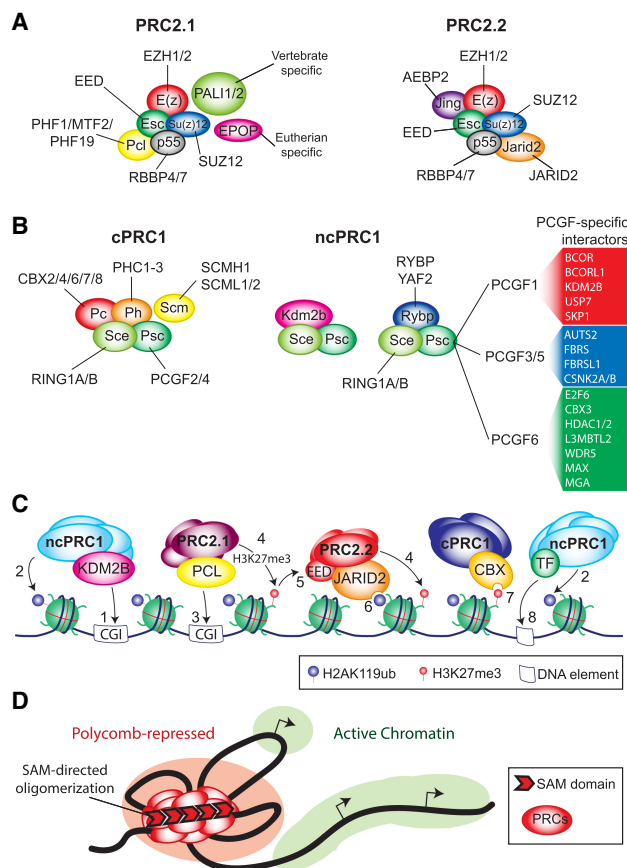 A
PRC2.1
EZH1/2
EED
PHF1/MTF2/
PHF19
E(z)
Esc
Su(z)12
Pcl
p55
RBBP4/7
SUZ12
PALI1/2
EPOP
Vertebrate
specific
Eutherian
specific
PRC2.2
EZH1/2
AEBP2
Jing
E(z)
SUZ12
EED
Esc
Su(z)12
p55
Jarid2
RBBP4/7
JARID2
B
cPRC1
PHC1-3
CBX2/4/6/7/8
SCMH1
SCML1/2
Pc
Ph
Scm
Sce
Psc
RING1A/B
PCGF2/4
ncPRC1
Kdm2b
Sce
Psc
RYBP
YAF2
Rybp
Sce
Psc
RING1A/B
PCGF1
PCGF3/5
PCGF6
PCGF-specific
interactors
BCOR
BCORL1
KDM2B
USP7
SKP1
AUTS2
FBRS
FBRSL1
CSNK2A/B
E2F6
CBX3
HDAC1/2
L3MBTL2
WDR5
MAX
MGA
C
ncPRC1
KDM2B
2
1
CGI
PRC2.1
PCL
4
H3K27me3
3
CGI
5
PRC2.2
EED
JARID2
4
6
cPRC1
CBX
7
ncPRC1
TF
2
8
H2AK119ub
H3K27me3
DNA element
D
Polycomb-repressed
Active Chromatin
SAM-directed
oligomerization
SAM domain
PRCs